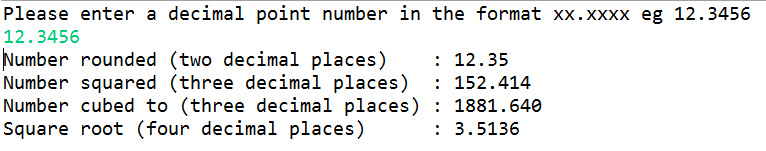 Please enter a decimal point number in the format xx.xxxx eg 12.3456
12.3456
Number rounded (two decimal places)    : 12.35
Number squared (three decimal places)  : 152.414
Number cubed to (three decimal places) : 1881.640
Square root (four decimal places)      : 3.5136